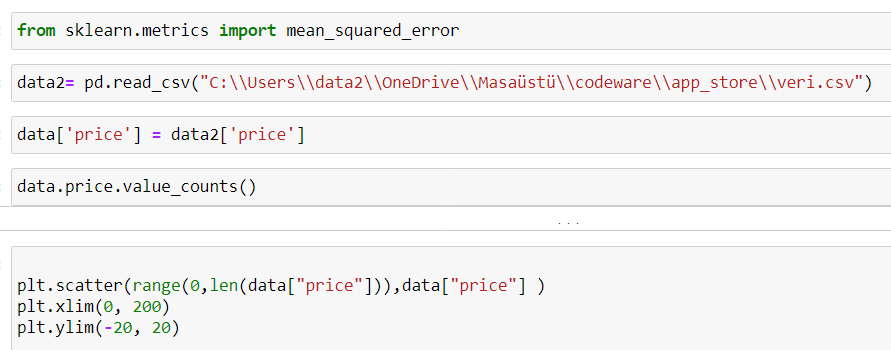 from sklearn.metrics import mean_squared_error
data2= pd.read_csv("C:\\Users\\data2\\OneDrive\\Masaüstü\\codeware\\app_store\\veri.csv")
data['price'] = data2['price']
data.price.value_counts()
...
plt.scatter(range(0,len(data["price"])),data["price"] )
plt.xlim(0, 200)
plt.ylim(-20, 20)